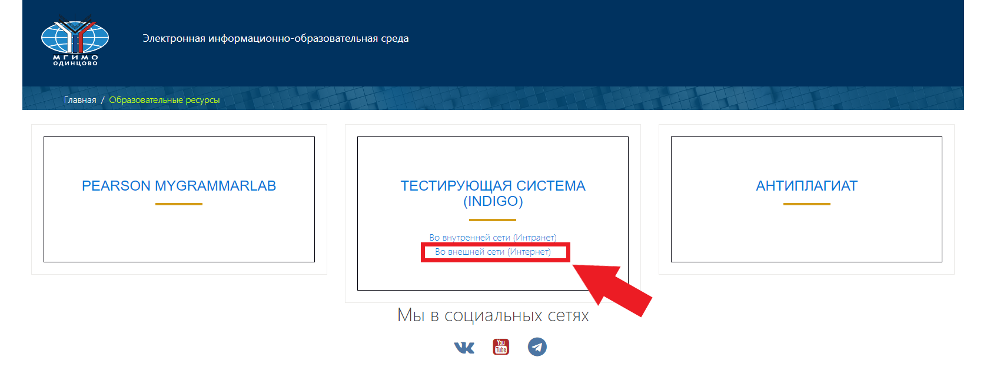 МГИМО
ОДИНЦОВО
Электронная информационно-образовательная среда
Главная / Образовательные ресурсы
PEARSON MYGRAMMARLAB
ТЕСТИРУЮЩАЯ СИСТЕМА
(INDIGO)
Во внутренней сети (Интранет)
Во внешней сети (Интернет)
АНТИПЛАГИАТ
Мы в социальных сетях
You
Tube